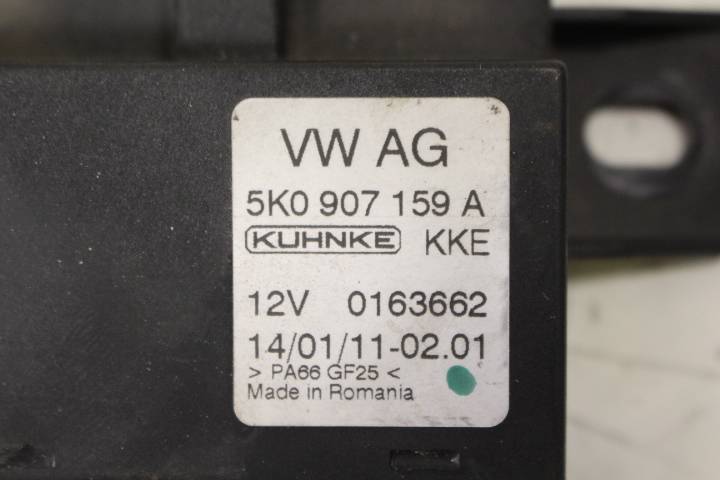 VW AG
5K0 907 159 A
KUHNKE KKE
12V 0163662
14/01/11-02.01
> PA66 GF25 <
Made in Romania